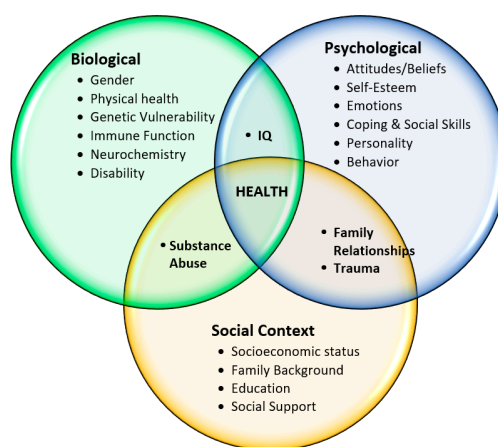 Biological
• Gender
• Physical health
• Genetic Vulnerability
• Immune Function
• Neurochemistry
• Disability
Psychological
• Attitudes/Beliefs
• Self-Esteem
• Emotions
• Coping & Social Skills
• Personality
• Behavior
• IQ
HEALTH
• Substance
Abuse
• Family
Relationships
• Trauma
Social Context
• Socioeconomic status
• Family Background
• Education
• Social Support